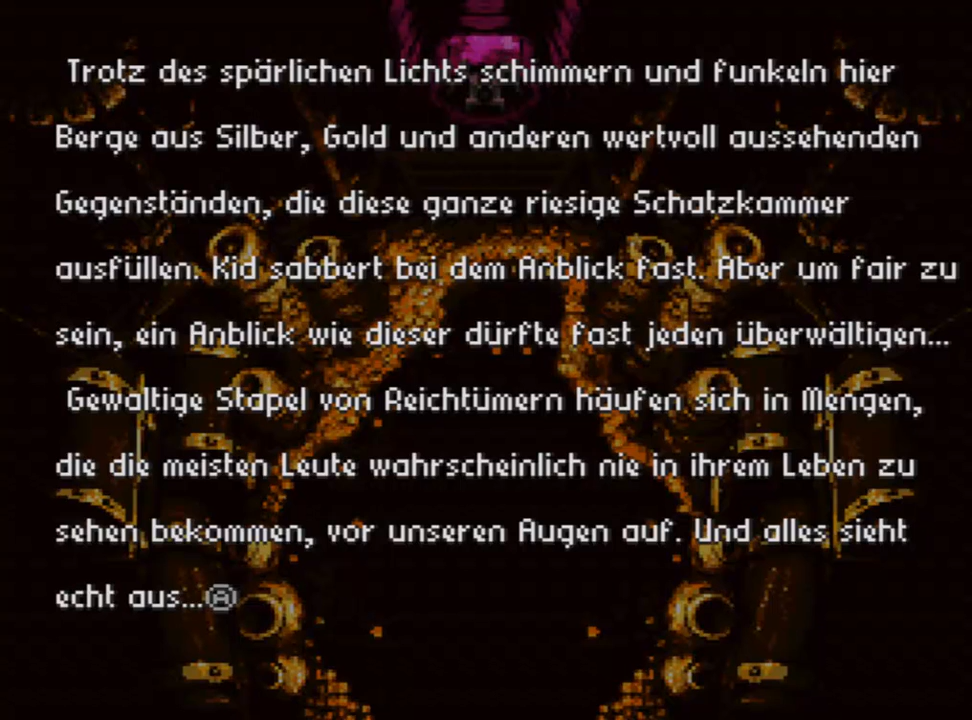 Trotz des spärlichen Lichts schimmern und funkeln hier
Berge aus Silber, Gold und anderen wertvoll aussehenden
Gegenständen, die diese ganze riesige Schatzkammer
ausfüllen. Kid sabbert bei dem Anblick fast. Aber um fair zu
sein, ein Anblick wie dieser dürfte fast jeden überwältigen...
Gewaltige Stapel von Reichtümern häufen sich in Mengen,
die die meisten Leute wahrscheinlich nie in ihrem Leben zu
sehen bekommen, vor unseren Augen auf. Und alles sieht
echt aus...Ⓐ